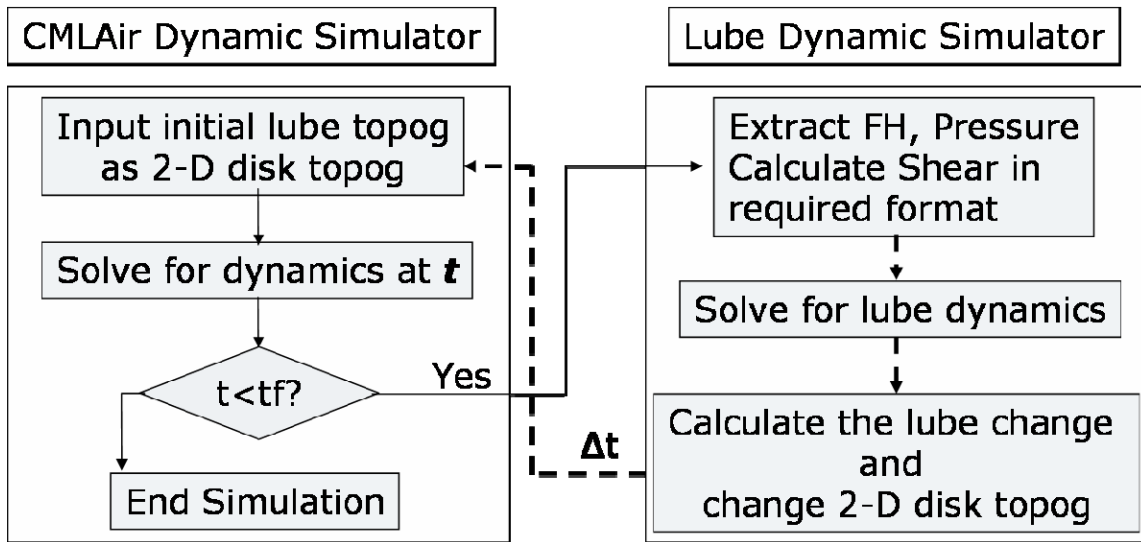 CMLAir Dynamic Simulator
Input initial lube topog
as 2-D disk topog
Solve for dynamics at t
t<tf?
Yes
End Simulation
Lube Dynamic Simulator
Extract FH, Pressure
Calculate Shear in
required format
Solve for lube dynamics
Calculate the lube change
and
change 2-D disk topog
Δt